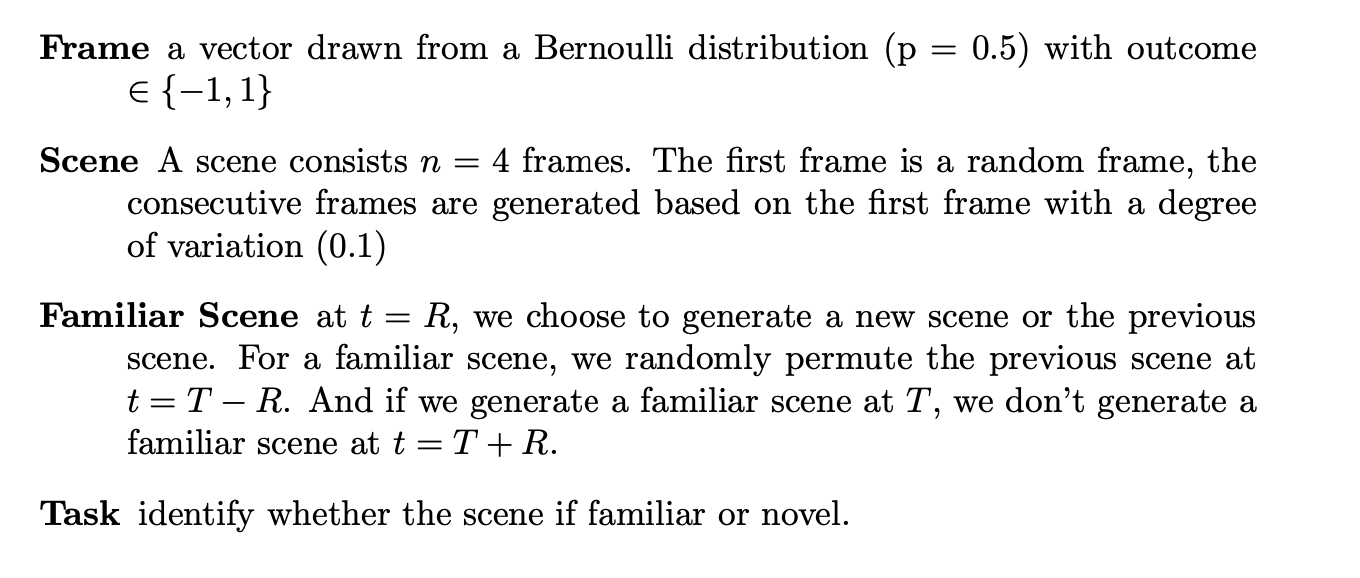 Frame a vector drawn from a Bernoulli distribution (p = 0.5) with outcome
∈ {−1, 1}
Scene A scene consists n = 4 frames. The first frame is a random frame, the
consecutive frames are generated based on the first frame with a degree
of variation (0.1)
Familiar Scene at t = R, we choose to generate a new scene or the previous
scene. For a familiar scene, we randomly permute the previous scene at
t = T − R. And if we generate a familiar scene at T, we don't generate a
familiar scene at t = T + R.
Task identify whether the scene if familiar or novel.